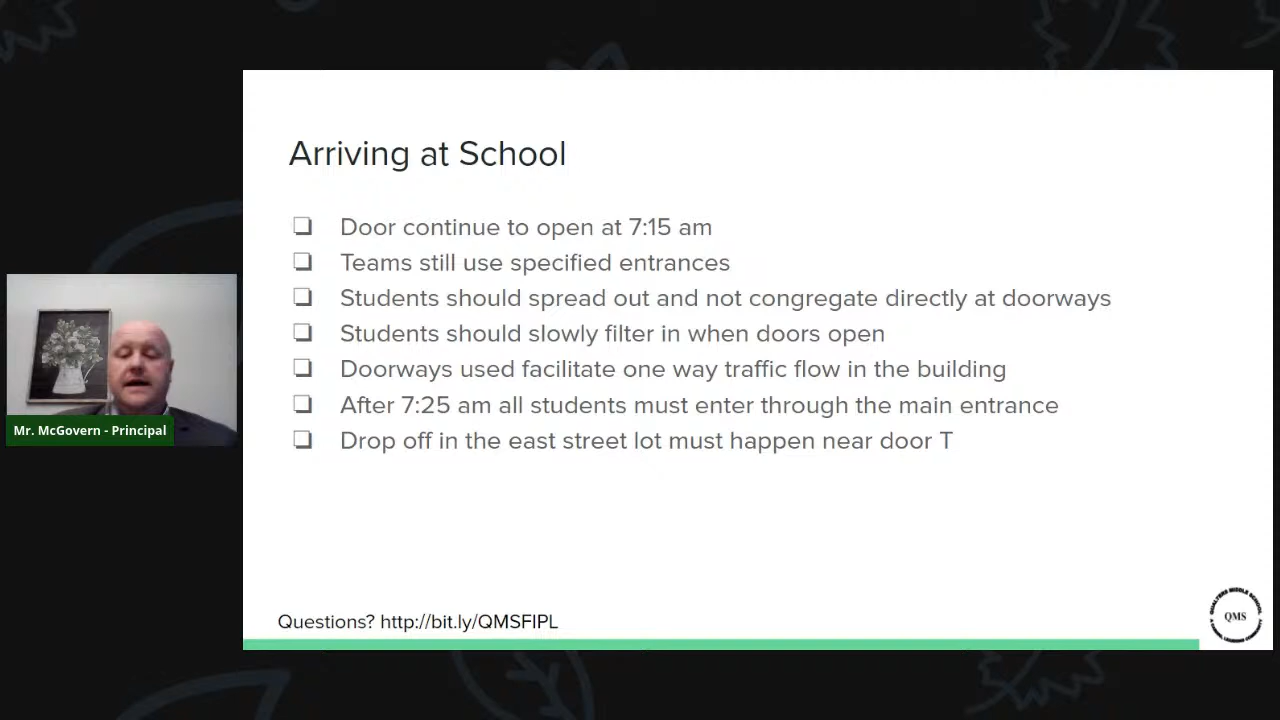 Arriving at School
Door continue to open at 7:15 am
Teams still use specified entrances
Students should spread out and not congregate directly at doorways
Students should slowly filter in when doors open
Doorways used facilitate one way traffic flow in the building
After 7:25 am all students must enter through the main entrance
Drop off in the east street lot must happen near door T
Mr. McGovern - Principal
Questions? http://bit.ly/QMSFIPL
QUALTERS MIDDLE SCHOOL
QMS